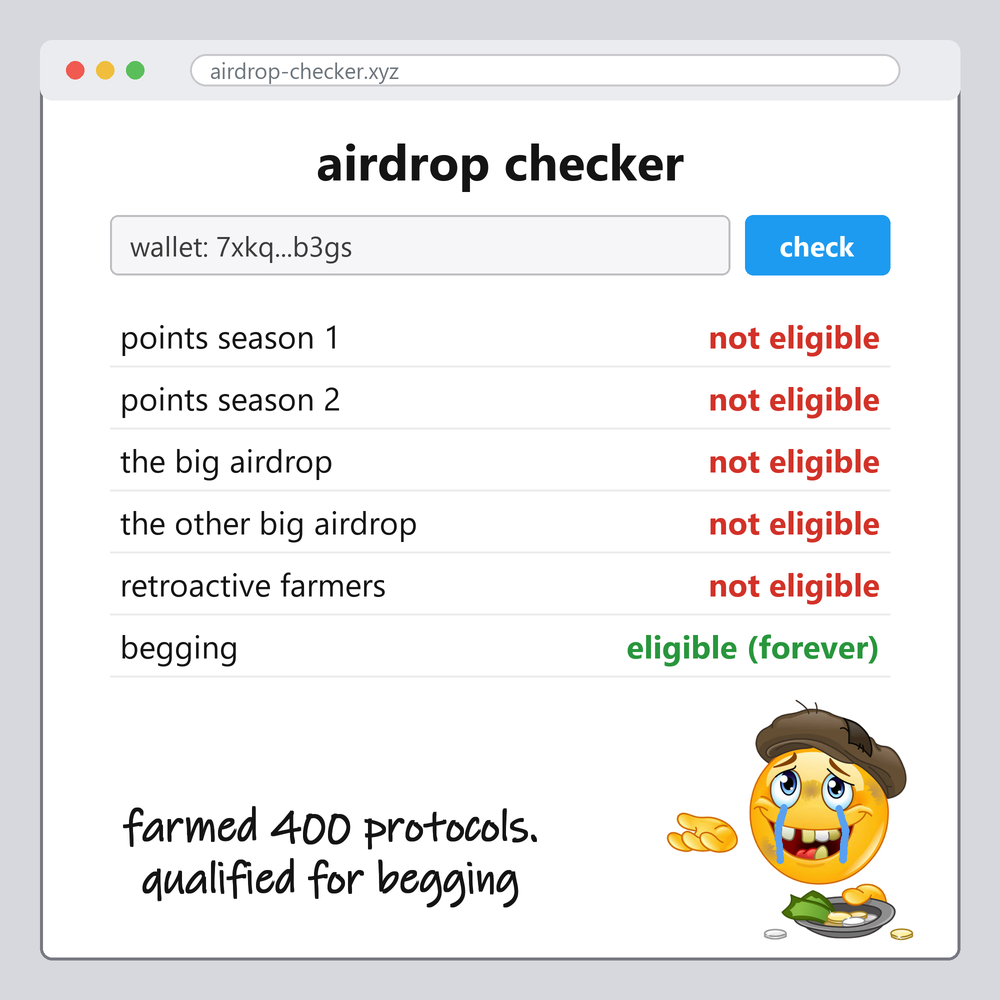 airdrop-checker.xyz
airdrop checker
wallet: 7xkq...b3gs
check
points season 1 not eligible
points season 2 not eligible
the big airdrop not eligible
the other big airdrop not eligible
retroactive farmers not eligible
begging eligible (forever)
farmed 400 protocols.
qualified for begging